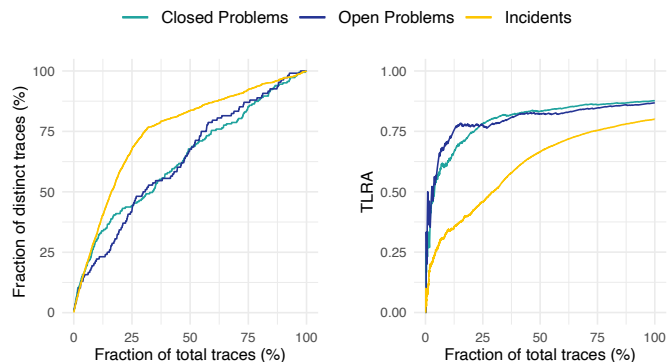 Closed Problems Open Problems Incidents
Fraction of distinct traces (%)
100
75
50
25
0
0 25 50 75 100
Fraction of total traces (%)
TLRA
1.00
0.75
0.50
0.25
0.00
0 25 50 75 100
Fraction of total traces (%)